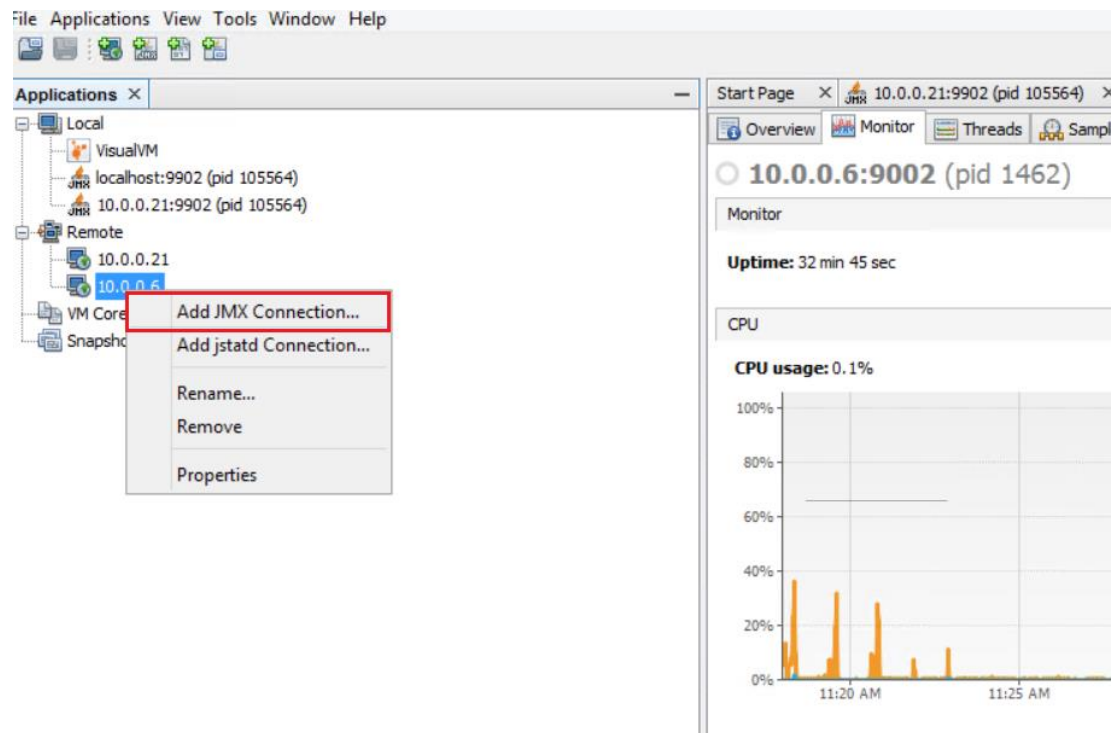 File Applications View Tools Window Help
Applications
Local
VisualVM
localhost:9902 (pid 105564)
10.0.0.21:9902 (pid 105564)
Remote
10.0.0.21
10.0.0.6
VM Core
Snapsho
Add JMX Connection...
Add jstatd Connection...
Rename...
Remove
Properties
Start Page 10.0.0.21:9902 (pid 105564)
Overview Monitor Threads Sampl
10.0.0.6:9002 (pid 1462)
Monitor
Uptime: 32 min 45 sec
CPU
CPU usage: 0.1%
100%
80%
60%
40%
20%
0%
11:20 AM 11:25 AM